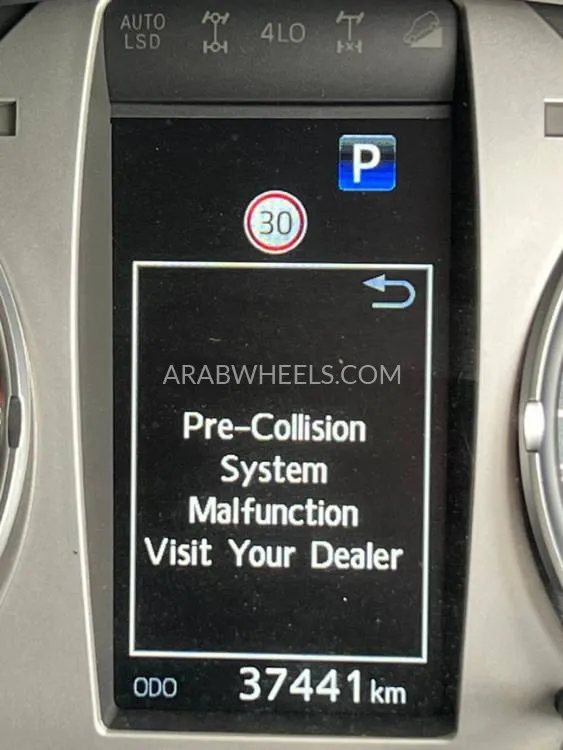 AUTO
LSD
4LO
P
30
ARABWHEELS.COM
Pre-Collision
System
Malfunction
Visit Your Dealer
ODO 37441 km